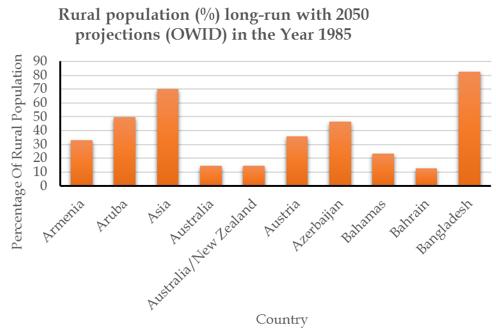 Rural population (%) long-run with 2050
projections (OWID) in the Year 1985
Percentage Of Rural Population
90
80
70
60
50
40
30
20
10
0
Armenia
Aruba
Asia
Australia
Australia/New Zealand
Austria
Azerbaijan
Bahamas
Bahrain
Bangladesh
Country